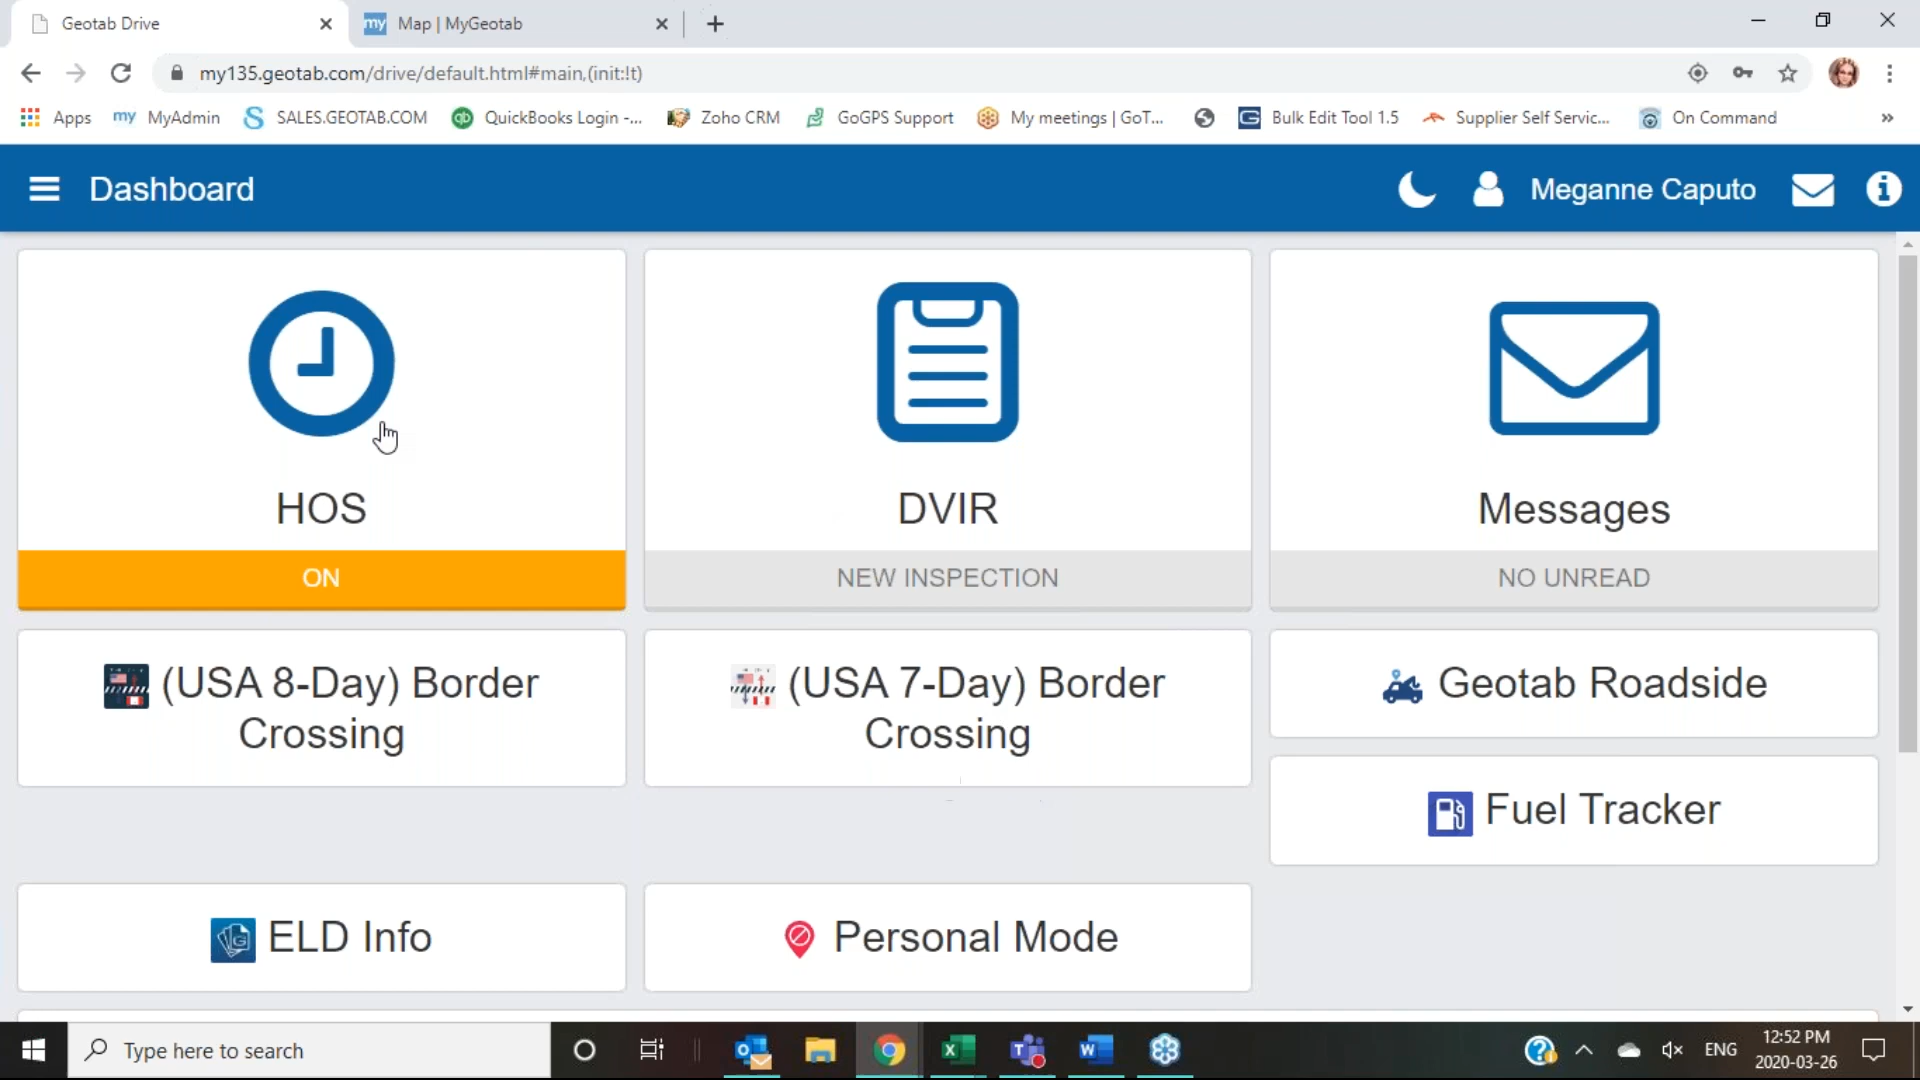 Geotab Drive
my Map | MyGeotab
my135.geotab.com/drive/default.html#main,(init:!t)
Apps
my MyAdmin
SALES.GEOTAB.COM
qb QuickBooks Login -...
Zoho CRM
GoGPS Support
My meetings | GoT...
Bulk Edit Tool 1.5
Supplier Self Servic...
On Command
»
Dashboard
Meganne Caputo
HOS
ON
DVIR
NEW INSPECTION
Messages
NO UNREAD
(USA 8-Day) Border
Crossing
(USA 7-Day) Border
Crossing
Geotab Roadside
Fuel Tracker
ELD Info
Personal Mode
Type here to search
ENG
12:52 PM
2020-03-26